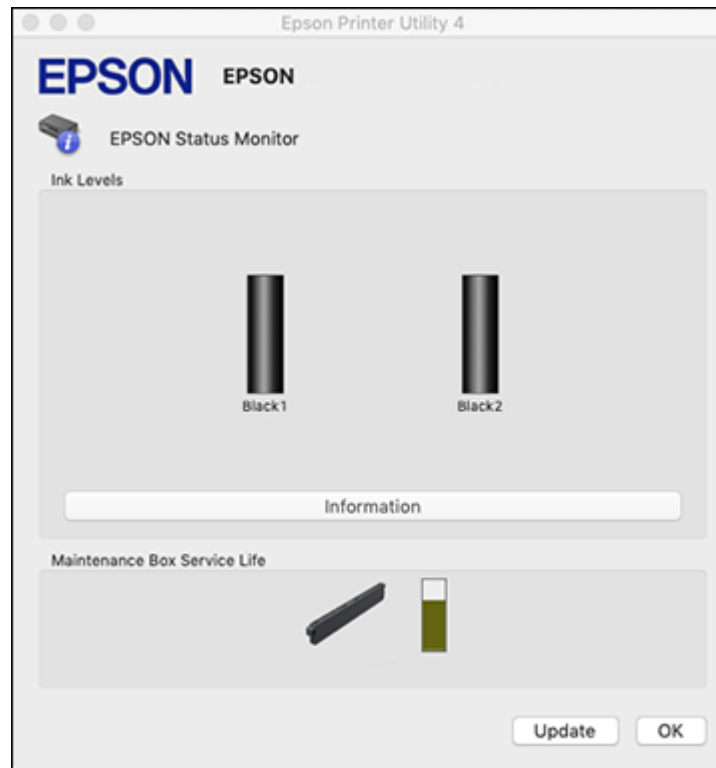 Epson Printer Utility 4
EPSON EPSON
EPSON Status Monitor
Ink Levels
Black1 Black2
Information
Maintenance Box Service Life
Update OK